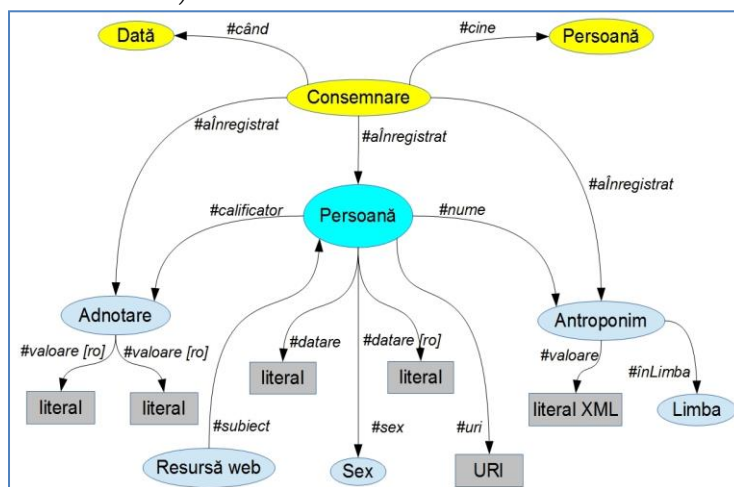 Dată
#când
#cine
Persoană
Consemnare
#aÎnregistrat
#aÎnregistrat
#aÎnregistrat
#calificator
Persoană
#nume
Adnotare
Antroponim
#valoare [ro]
#valoare [ro]
#datare
#datare [ro]
#valoare
#înLimba
literal
literal
literal
literal
literal XML
Limba
#subiect
#sex
#uri
Resursă web
Sex
URI